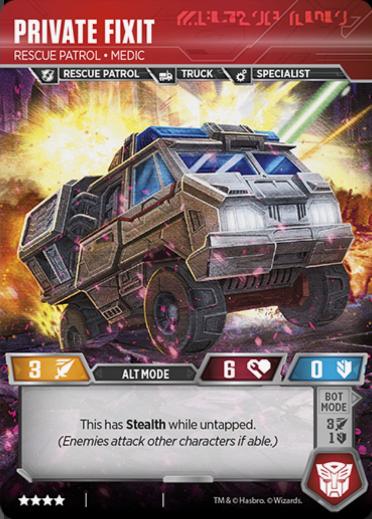 PRIVATE FIXIT
RESCUE PATROL • MEDIC
RESCUE PATROL TRUCK SPECIALIST
3 ALT MODE 6 0
BOT
MODE
3
1
This has Stealth while untapped.
(Enemies attack other characters if able.)
TM & © Hasbro. © Wizards.